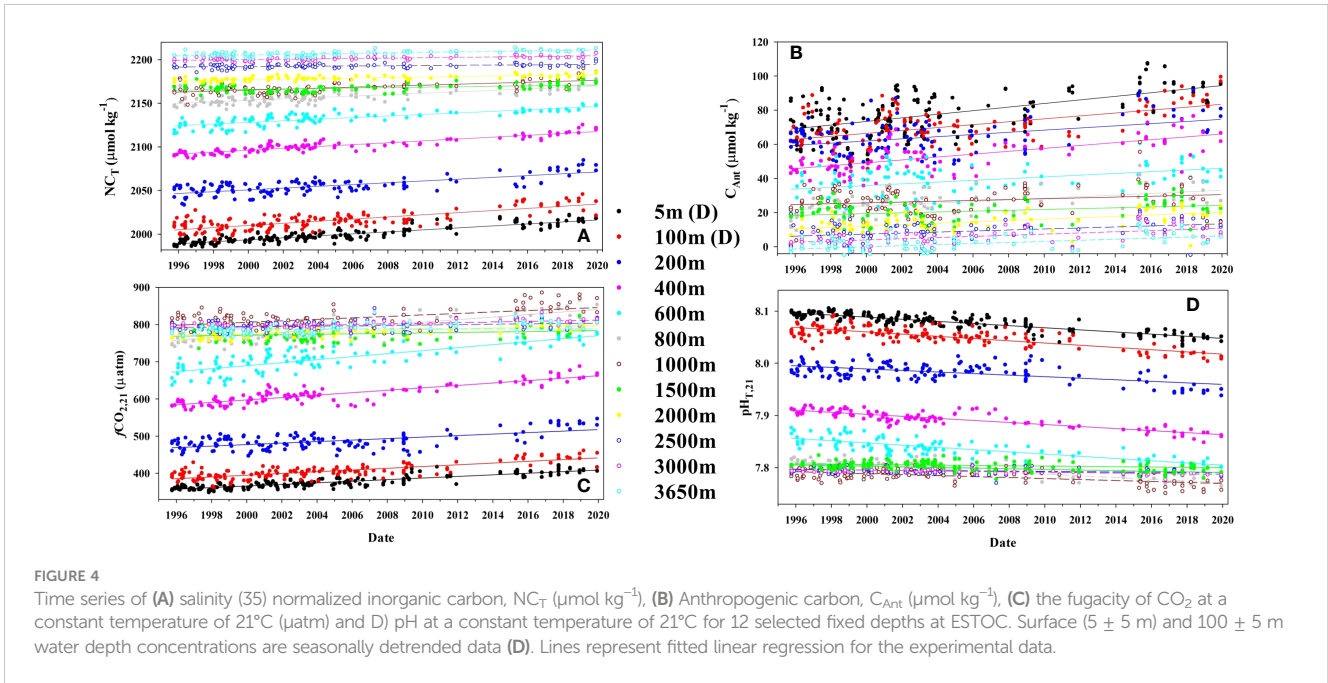 NC_T (μmol kg⁻¹)
2200
2150
2100
2050
2000
A
1996 1998 2000 2002 2004 2006 2008 2010 2012 2014 2016 2018 2020
C_Ant (μmol kg⁻¹)
120
100
80
60
40
20
0
B
1996 1998 2000 2002 2004 2006 2008 2010 2012 2014 2016 2018 2020
5m (D)
100m (D)
200m
400m
600m
800m
1000m
1500m
2000m
2500m
3000m
3650m
fCO_2,21 (μatm)
900
800
700
600
500
400
C
1996 1998 2000 2002 2004 2006 2008 2010 2012 2014 2016 2018 2020
Date
pH_T,21
8.1
8.0
7.9
7.8
D
1996 1998 2000 2002 2004 2006 2008 2010 2012 2014 2016 2018 2020
Date
FIGURE 4
Time series of (A) salinity (35) normalized inorganic carbon, NC_T (μmol kg⁻¹), (B) Anthropogenic carbon, C_Ant (μmol kg⁻¹), (C) the fugacity of CO₂ at a
constant temperature of 21°C (μatm) and D) pH at a constant temperature of 21°C for 12 selected fixed depths at ESTOC. Surface (5 ± 5 m) and 100 ± 5 m
water depth concentrations are seasonally detrended data (D). Lines represent fitted linear regression for the experimental data.